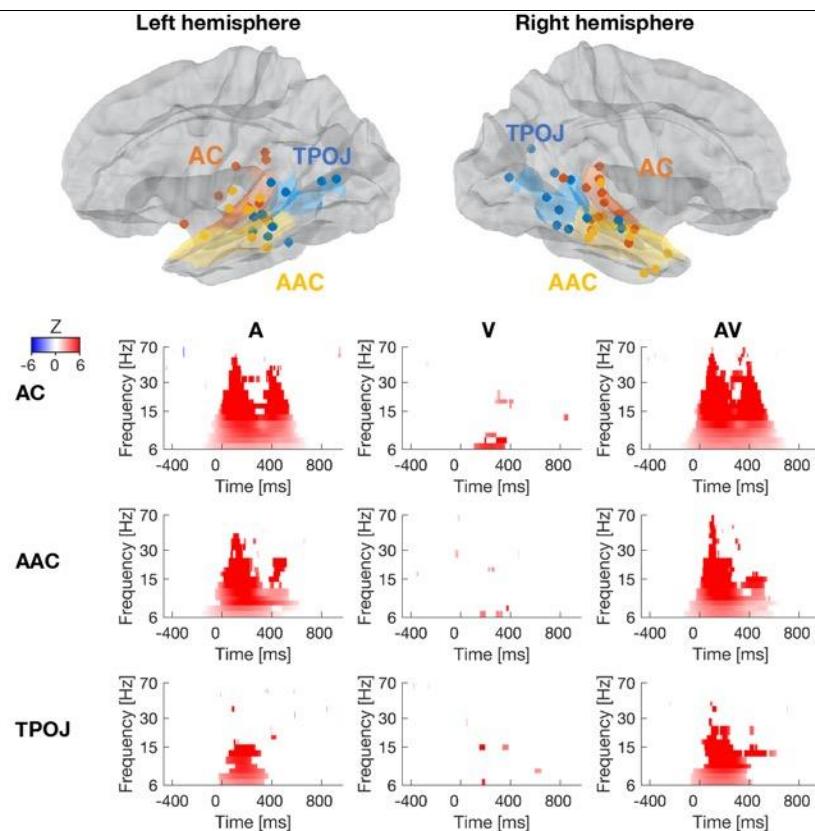 Left hemisphere Right hemisphere
AC TPOJ TPOJ AC
AAC AAC
Z
-6 0 6
A V AV
AC
Frequency [Hz] 70 30 15 6 Frequency [Hz] 70 30 15 6 Frequency [Hz] 70 30 15 6
-400 0 400 800 -400 0 400 800 -400 0 400 800
Time [ms] Time [ms] Time [ms]
AAC
Frequency [Hz] 70 30 15 6 Frequency [Hz] 70 30 15 6 Frequency [Hz] 70 30 15 6
-400 0 400 800 -400 0 400 800 -400 0 400 800
Time [ms] Time [ms] Time [ms]
TPOJ
Frequency [Hz] 70 30 15 6 Frequency [Hz] 70 30 15 6 Frequency [Hz] 70 30 15 6
-400 0 400 800 -400 0 400 800 -400 0 400 800
Time [ms] Time [ms] Time [ms]